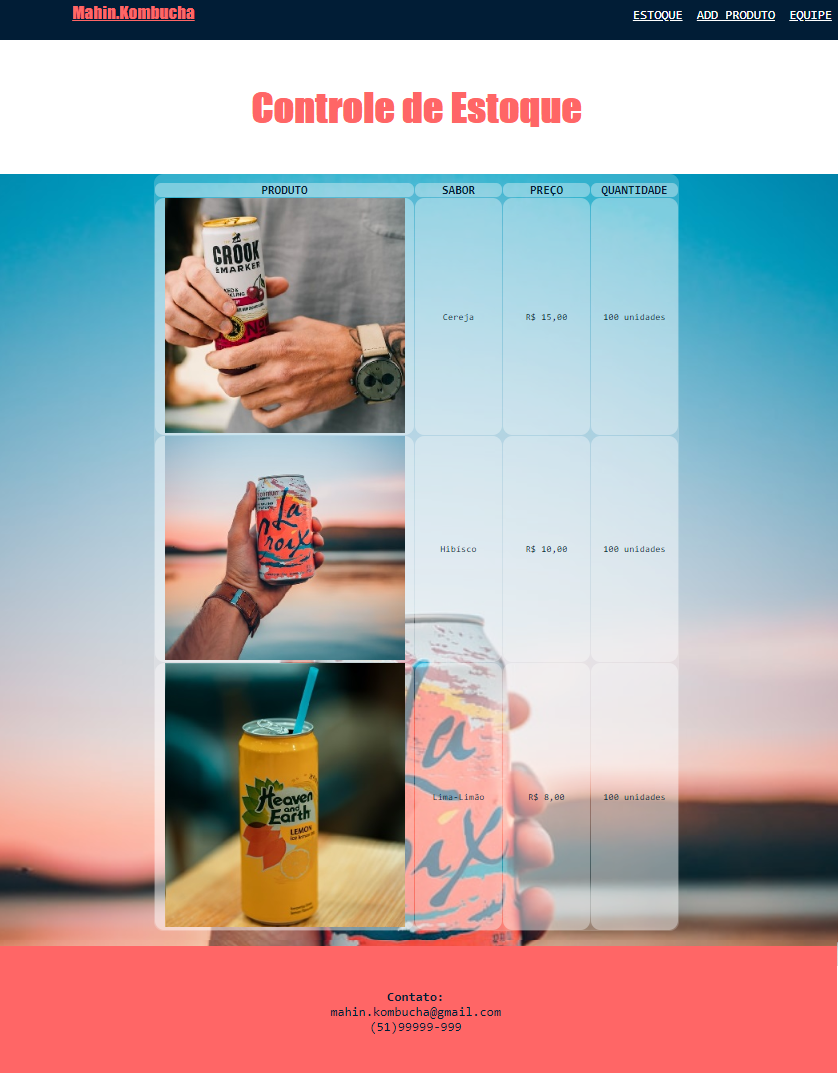 Mahin.Kombucha
ESTOQUE ADD PRODUTO EQUIPE
Controle de Estoque
PRODUTO SABOR PREÇO QUANTIDADE
CROOK
& MARKER
Cereja R$ 15,00 100 unidades
La
Croix
Hibisco R$ 10,00 100 unidades
Heaven
and
Earth
LEMON
Lima-Limão R$ 8,00 100 unidades
Contato:
mahin.kombucha@gmail.com
(51)99999-999